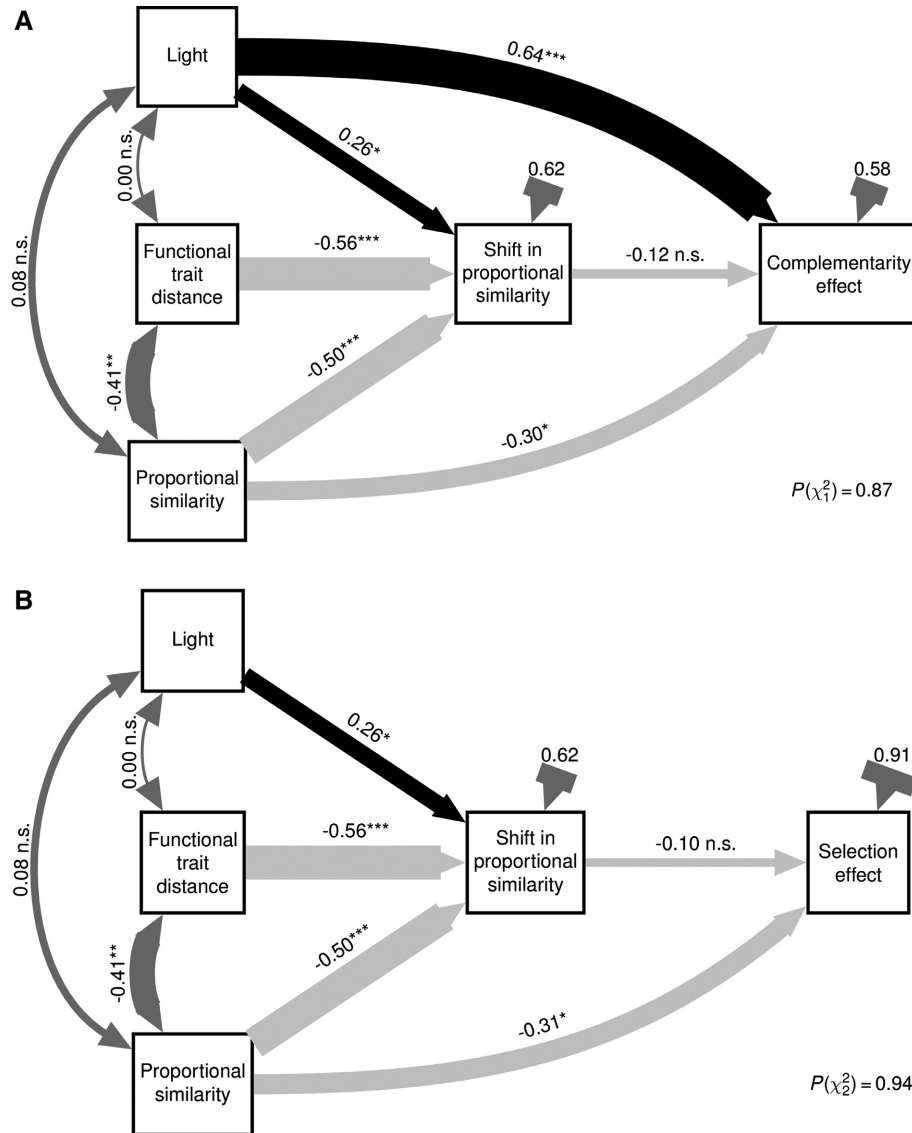 A
Light
0.64***
0.26*
0.00 n.s.
0.08 n.s.
0.62
0.58
Functional
trait
distance
-0.56***
Shift in
proportional
similarity
-0.12 n.s.
Complementarity
effect
-0.41**
-0.50***
-0.30*
Proportional
similarity
P(χ²₁) = 0.87
B
Light
0.26*
0.00 n.s.
0.08 n.s.
0.62
0.91
Functional
trait
distance
-0.56***
Shift in
proportional
similarity
-0.10 n.s.
Selection
effect
-0.41**
-0.50***
-0.31*
Proportional
similarity
P(χ²₂) = 0.94